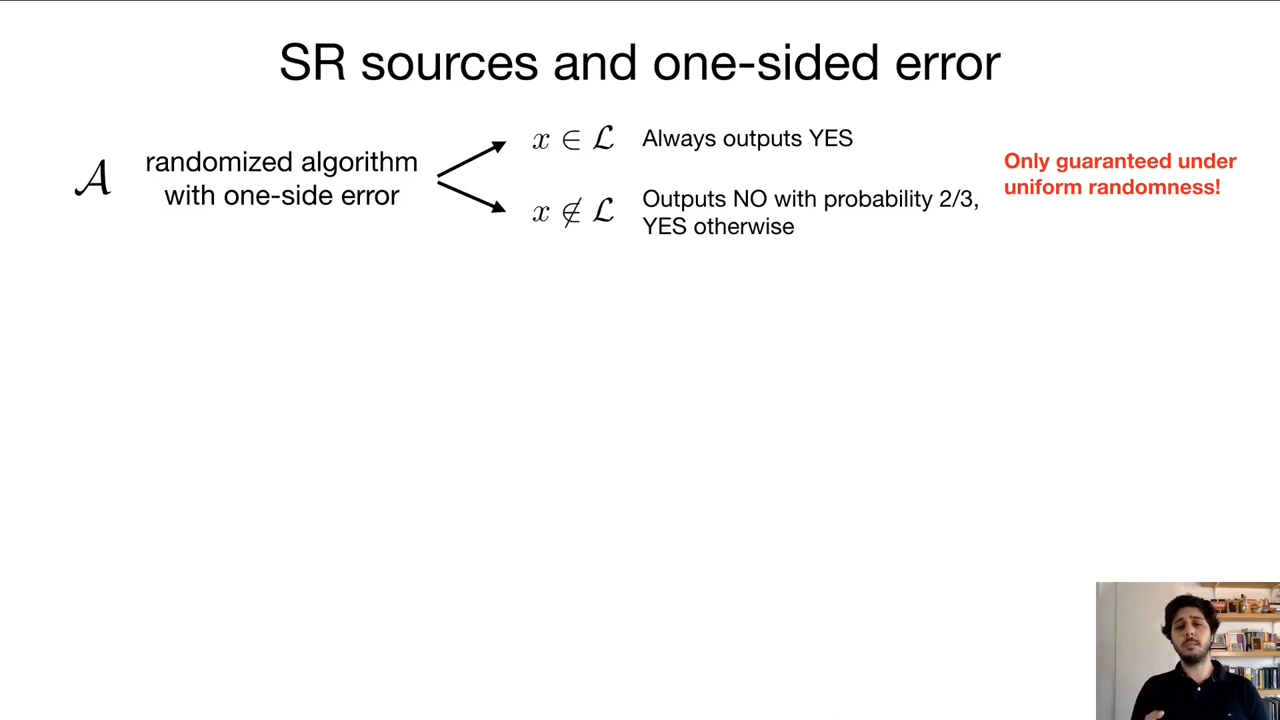 SR sources and one-sided error
𝒜
randomized algorithm
with one-side error
x ∈ ℒ
Always outputs YES
x ∉ ℒ
Outputs NO with probability 2/3,
YES otherwise
Only guaranteed under
uniform randomness!